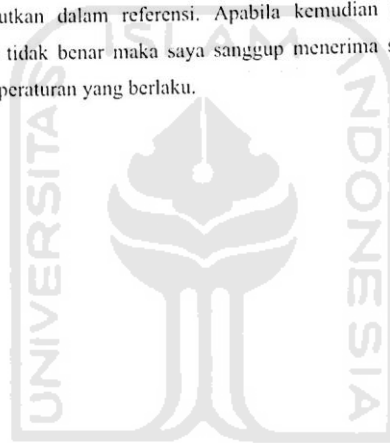 utkan dalam referensi. Apabila kemudian
tidak benar maka saya sanggup menerima s
peraturan yang berlaku.
ISLAM
UNIVERSITAS
INDONESIA